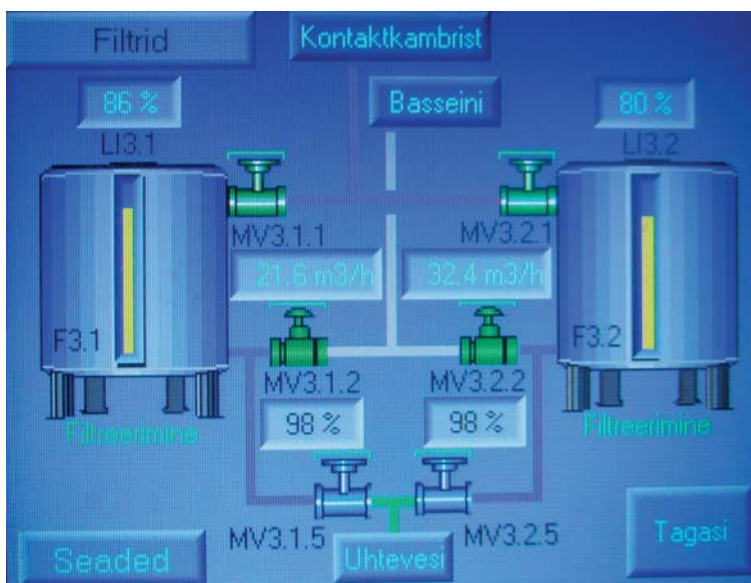 Filtrid
Kontaktkambrist
86 %
Basseini
80 %
LI3.1
LI3.2
MV3.1.1
MV3.2.1
21.6 m3/h
32.4 m3/h
F3.1
F3.2
MV3.1.2
MV3.2.2
Filtreerimine
98 %
98 %
Filtreerimine
MV3.1.5
MV3.2.5
Seaded
Uhtevesi
Tagasi